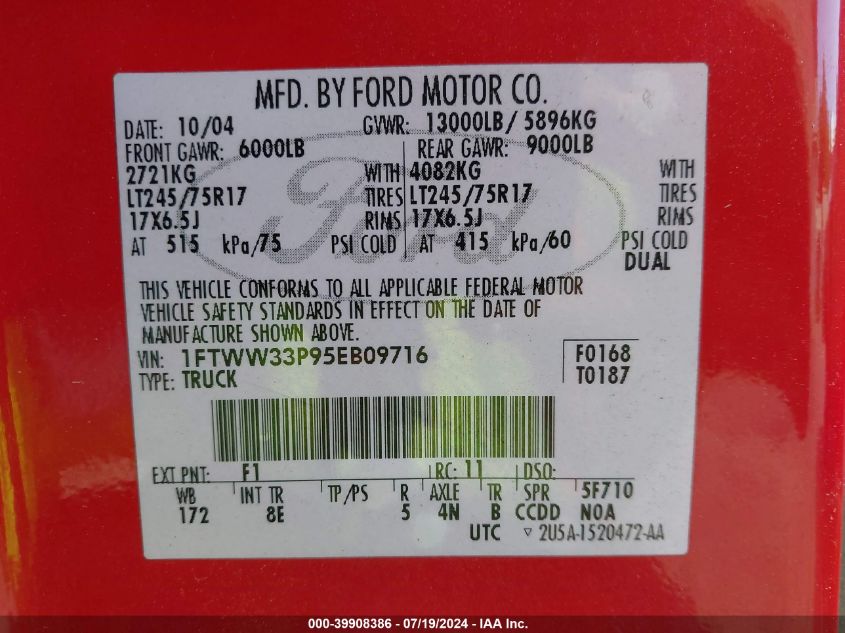 MFD. BY FORD MOTOR CO.
DATE: 10/04 GVWR: 13000LB/ 5896KG
FRONT GAWR: 6000LB REAR GAWR: 9000LB
2721KG WITH 4082KG WITH
LT245/75R17 TIRES LT245/75R17 TIRES
17X6.5J RIMS 17X6.5J RIMS
AT 515 kPa/75 PSI COLD AT 415 kPa/60 PSI COLD
DUAL
Ford
THIS VEHICLE CONFORMS TO ALL APPLICABLE FEDERAL MOTOR
VEHICLE SAFETY STANDARDS IN EFFECT ON THE DATE OF
MANUFACTURE SHOWN ABOVE.
VIN: 1FTWW33P95EB09716 F0168
TYPE: TRUCK T0187
EXT PNT: F1 RC: 11 DSO:
WB INT TR TP/PS R AXLE TR SPR 5F710
172 8E 5 4N B CCDD N0A
UTC ▽ 2U5A-1520472-AA
000-39908386 - 07/19/2024 - IAA Inc.